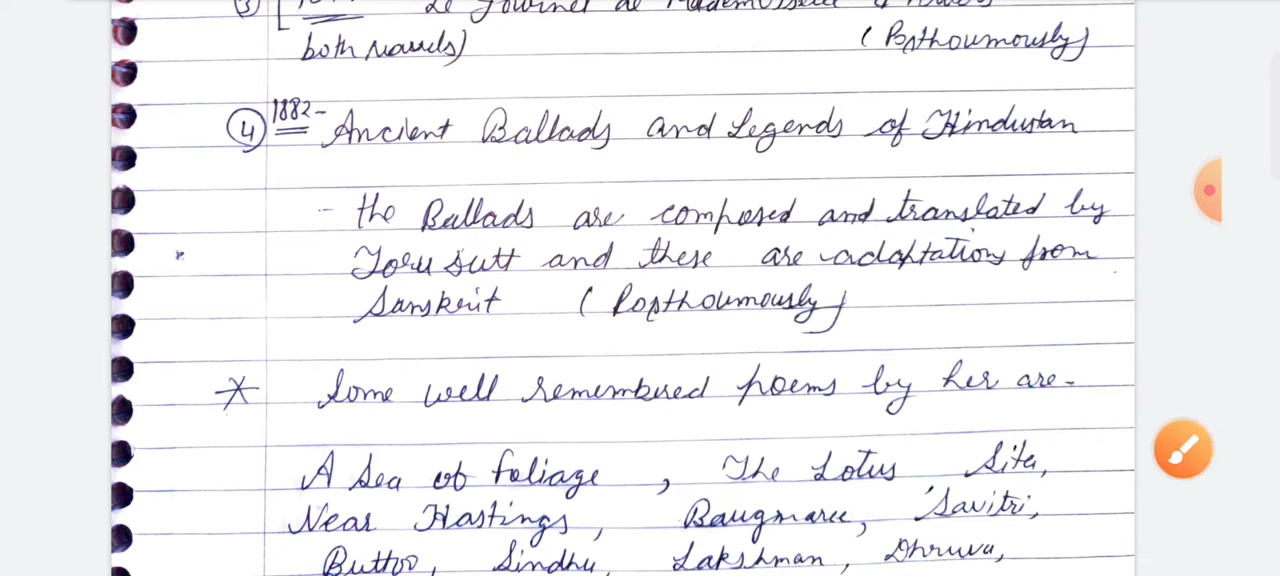 both novels) (Posthoumously)
④ 1882- Ancient Ballads and Legends of Hindustan
- the Ballads are composed and translated by
Toru Dutt and these are adaptations from
Sanskrit (Posthoumously)
* Some well remembered poems by her are-
A Sea of foliage, The Lotus Sita,
Near Hastings, Baugmaree, Savitri,
Buttoo, Sindhu, Lakshman, Dhruva,